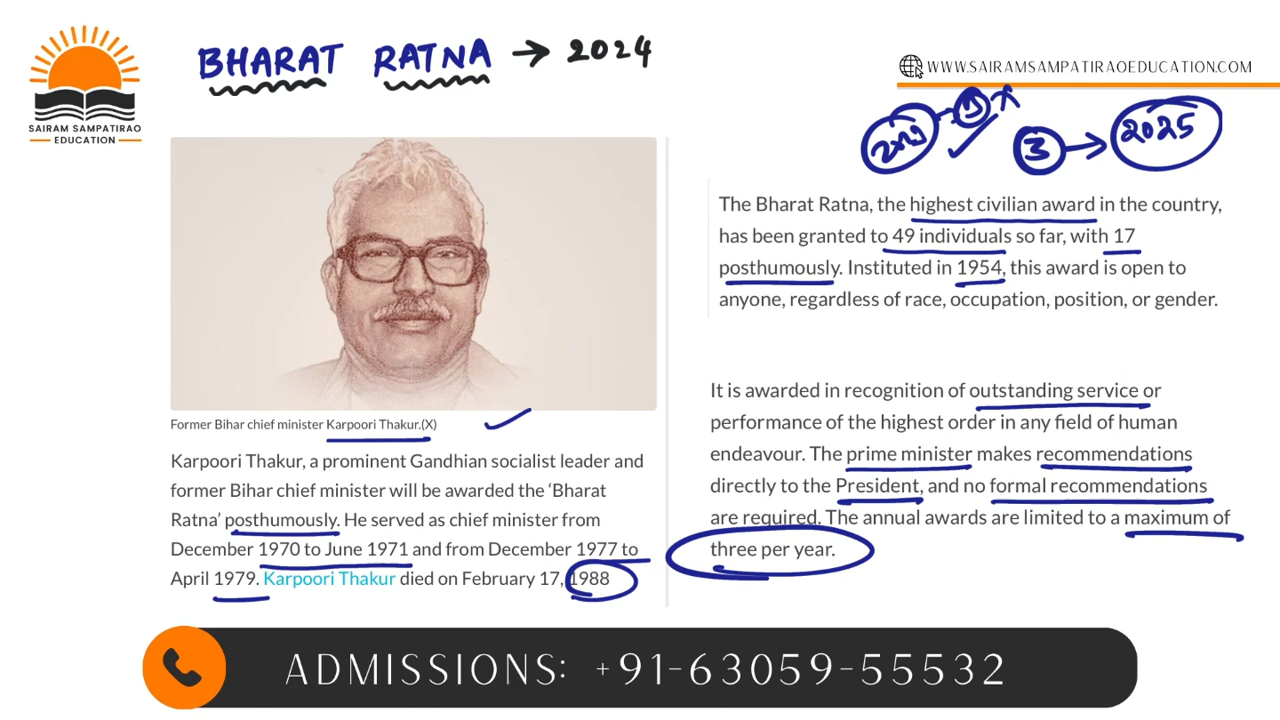 BHARAT RATNA → 2024
WWW.SAIRAMSAMPATIRAOEDUCATION.COM
SAIRAM SAMPATIRAO
EDUCATION
3 → 2025
The Bharat Ratna, the highest civilian award in the country,
has been granted to 49 individuals so far, with 17
posthumously. Instituted in 1954, this award is open to
anyone, regardless of race, occupation, position, or gender.
It is awarded in recognition of outstanding service or
performance of the highest order in any field of human
endeavour. The prime minister makes recommendations
directly to the President, and no formal recommendations
are required. The annual awards are limited to a maximum of
three per year.
Former Bihar chief minister Karpoori Thakur.(X)
Karpoori Thakur, a prominent Gandhian socialist leader and
former Bihar chief minister will be awarded the ‘Bharat
Ratna’ posthumously. He served as chief minister from
December 1970 to June 1971 and from December 1977 to
April 1979. Karpoori Thakur died on February 17, 1988
ADMISSIONS: +91-63059-55532